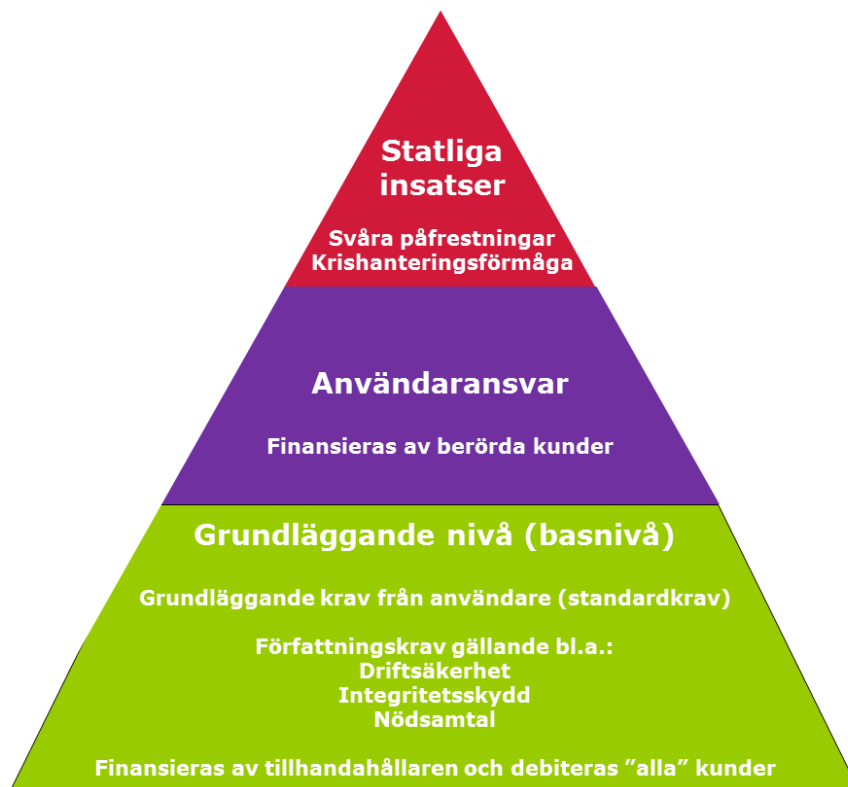 Statliga
insatser
Svåra påfrestningar
Krishanteringsförmåga
Användaransvar
Finansieras av berörda kunder
Grundläggande nivå (basnivå)
Grundläggande krav från användare (standardkrav)
Författningskrav gällande bl.a.:
Driftsäkerhet
Integritetsskydd
Nödsamtal
Finansieras av tillhandahållaren och debiteras ”alla” kunder